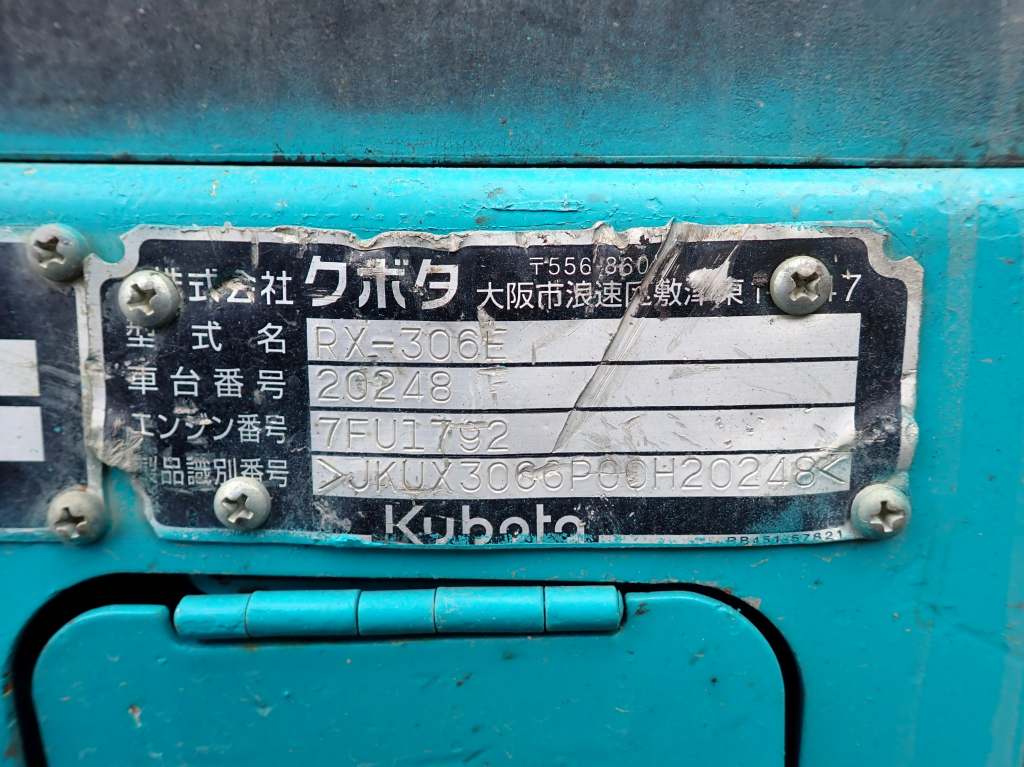 株式会社 クボタ 〒556-860
大阪市浪速区敷津東 47
型式名 RX-306E
車台番号 20248
エンジン番号 7FU1792
製品識別番号 >JKUX3066P00H20248<
Kubota